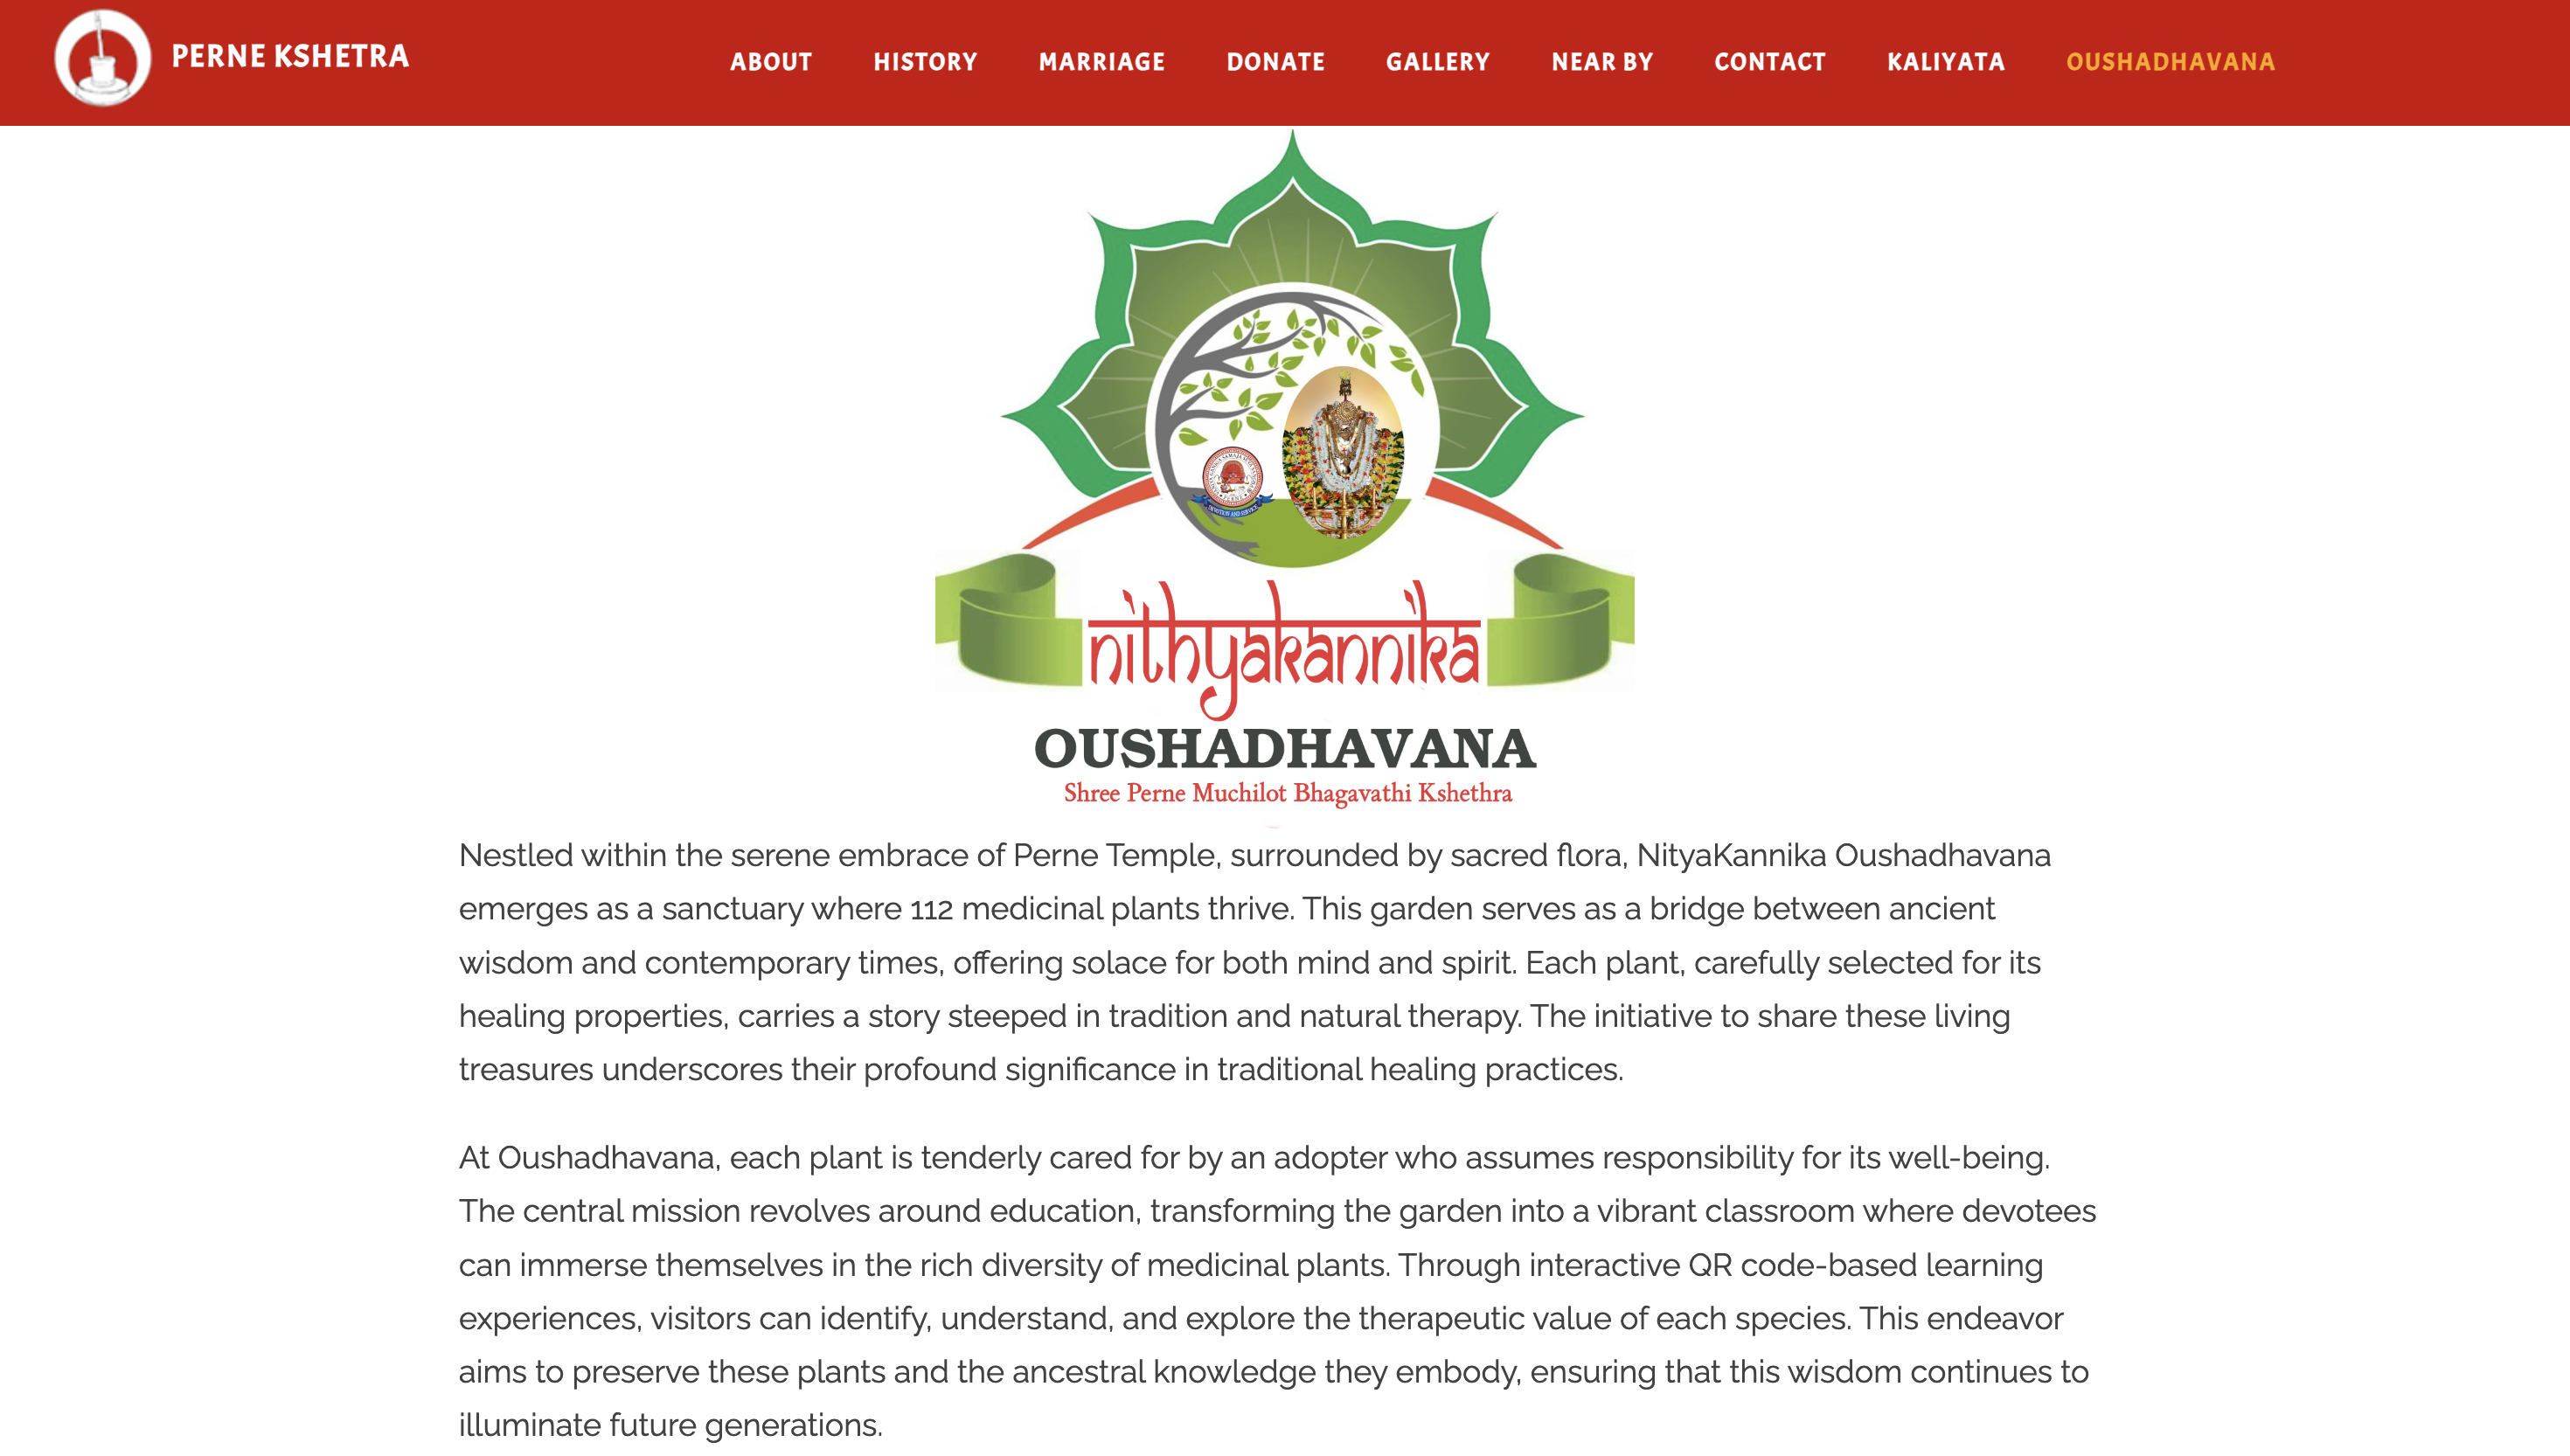 PERNE KSHETRA
ABOUT HISTORY MARRIAGE DONATE GALLERY NEAR BY CONTACT KALIYATA OUSHADHAVANA
DEVOTION AND SERVICE
nithyakannika
OUSHADHAVANA
Shree Perne Muchilot Bhagavathi Kshethra
Nestled within the serene embrace of Perne Temple, surrounded by sacred flora, NityaKannika Oushadhavana
emerges as a sanctuary where 112 medicinal plants thrive. This garden serves as a bridge between ancient
wisdom and contemporary times, offering solace for both mind and spirit. Each plant, carefully selected for its
healing properties, carries a story steeped in tradition and natural therapy. The initiative to share these living
treasures underscores their profound significance in traditional healing practices.
At Oushadhavana, each plant is tenderly cared for by an adopter who assumes responsibility for its well-being.
The central mission revolves around education, transforming the garden into a vibrant classroom where devotees
can immerse themselves in the rich diversity of medicinal plants. Through interactive QR code-based learning
experiences, visitors can identify, understand, and explore the therapeutic value of each species. This endeavor
aims to preserve these plants and the ancestral knowledge they embody, ensuring that this wisdom continues to
illuminate future generations.